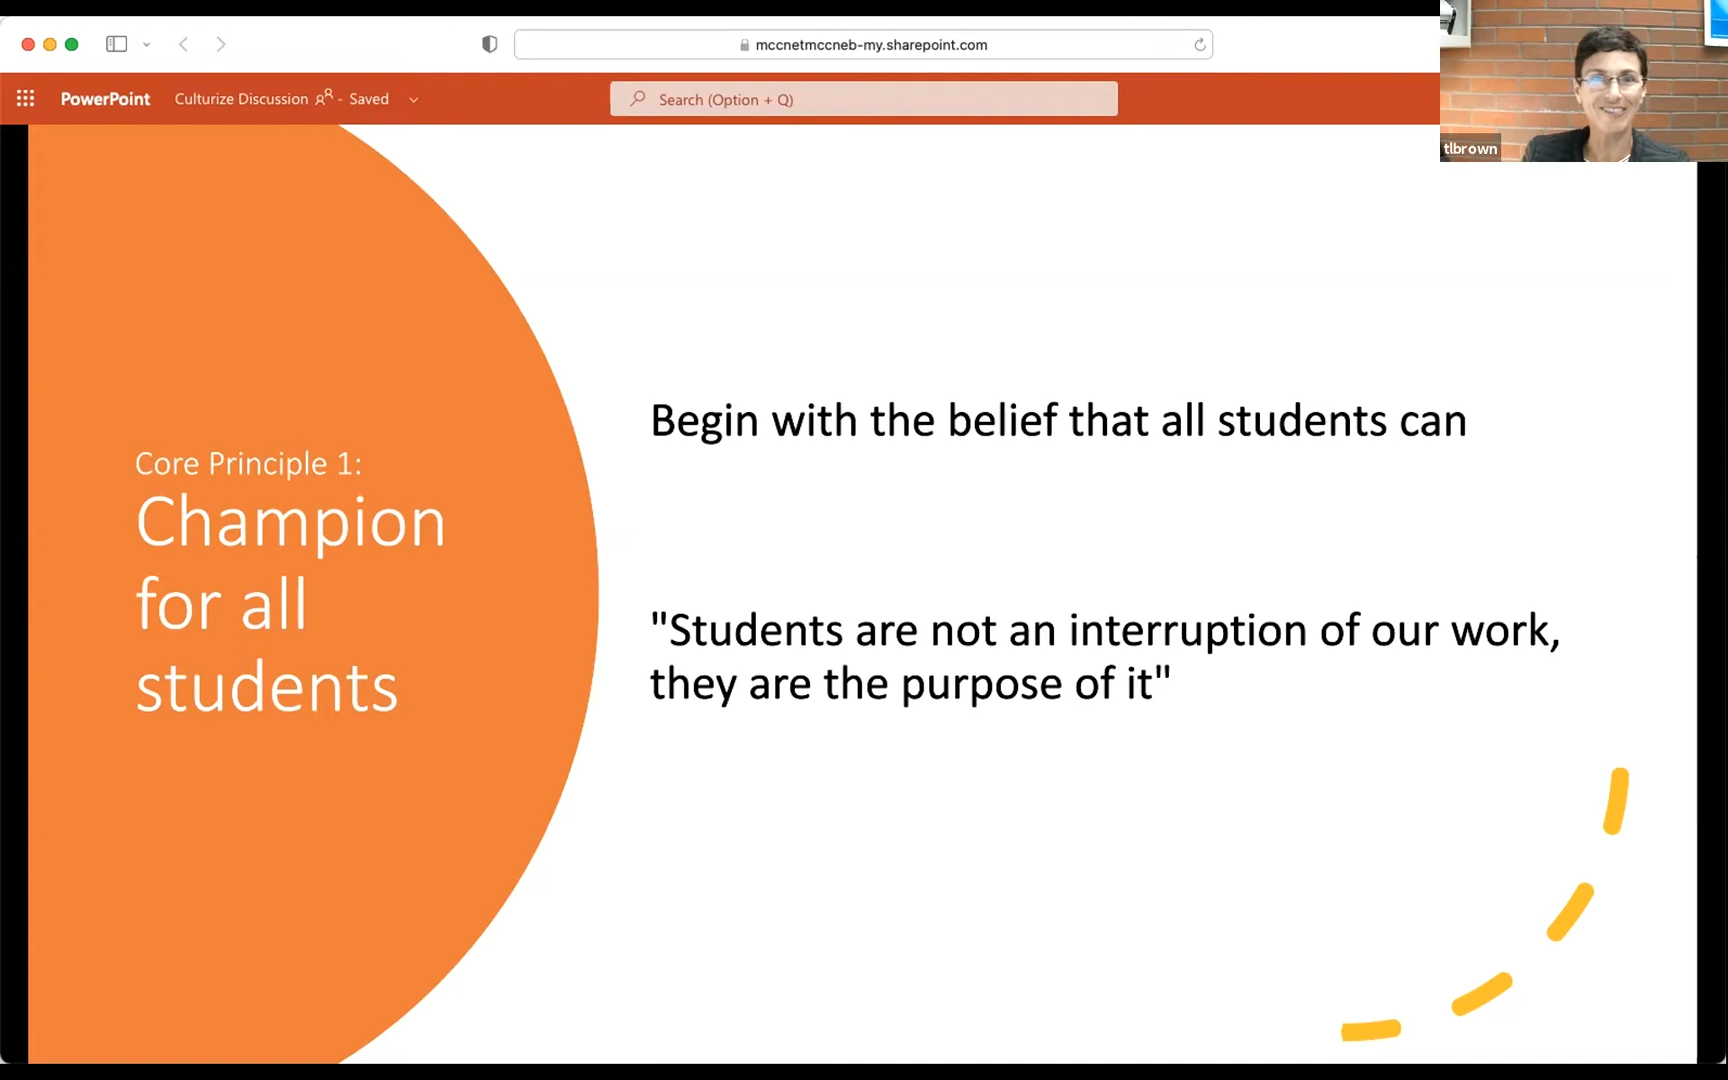 mccnetmccneb-my.sharepoint.com
PowerPoint Culturize Discussion - Saved
Search (Option + Q)
tlbrown
Core Principle 1:
Champion
for all
students
Begin with the belief that all students can
"Students are not an interruption of our work,
they are the purpose of it"